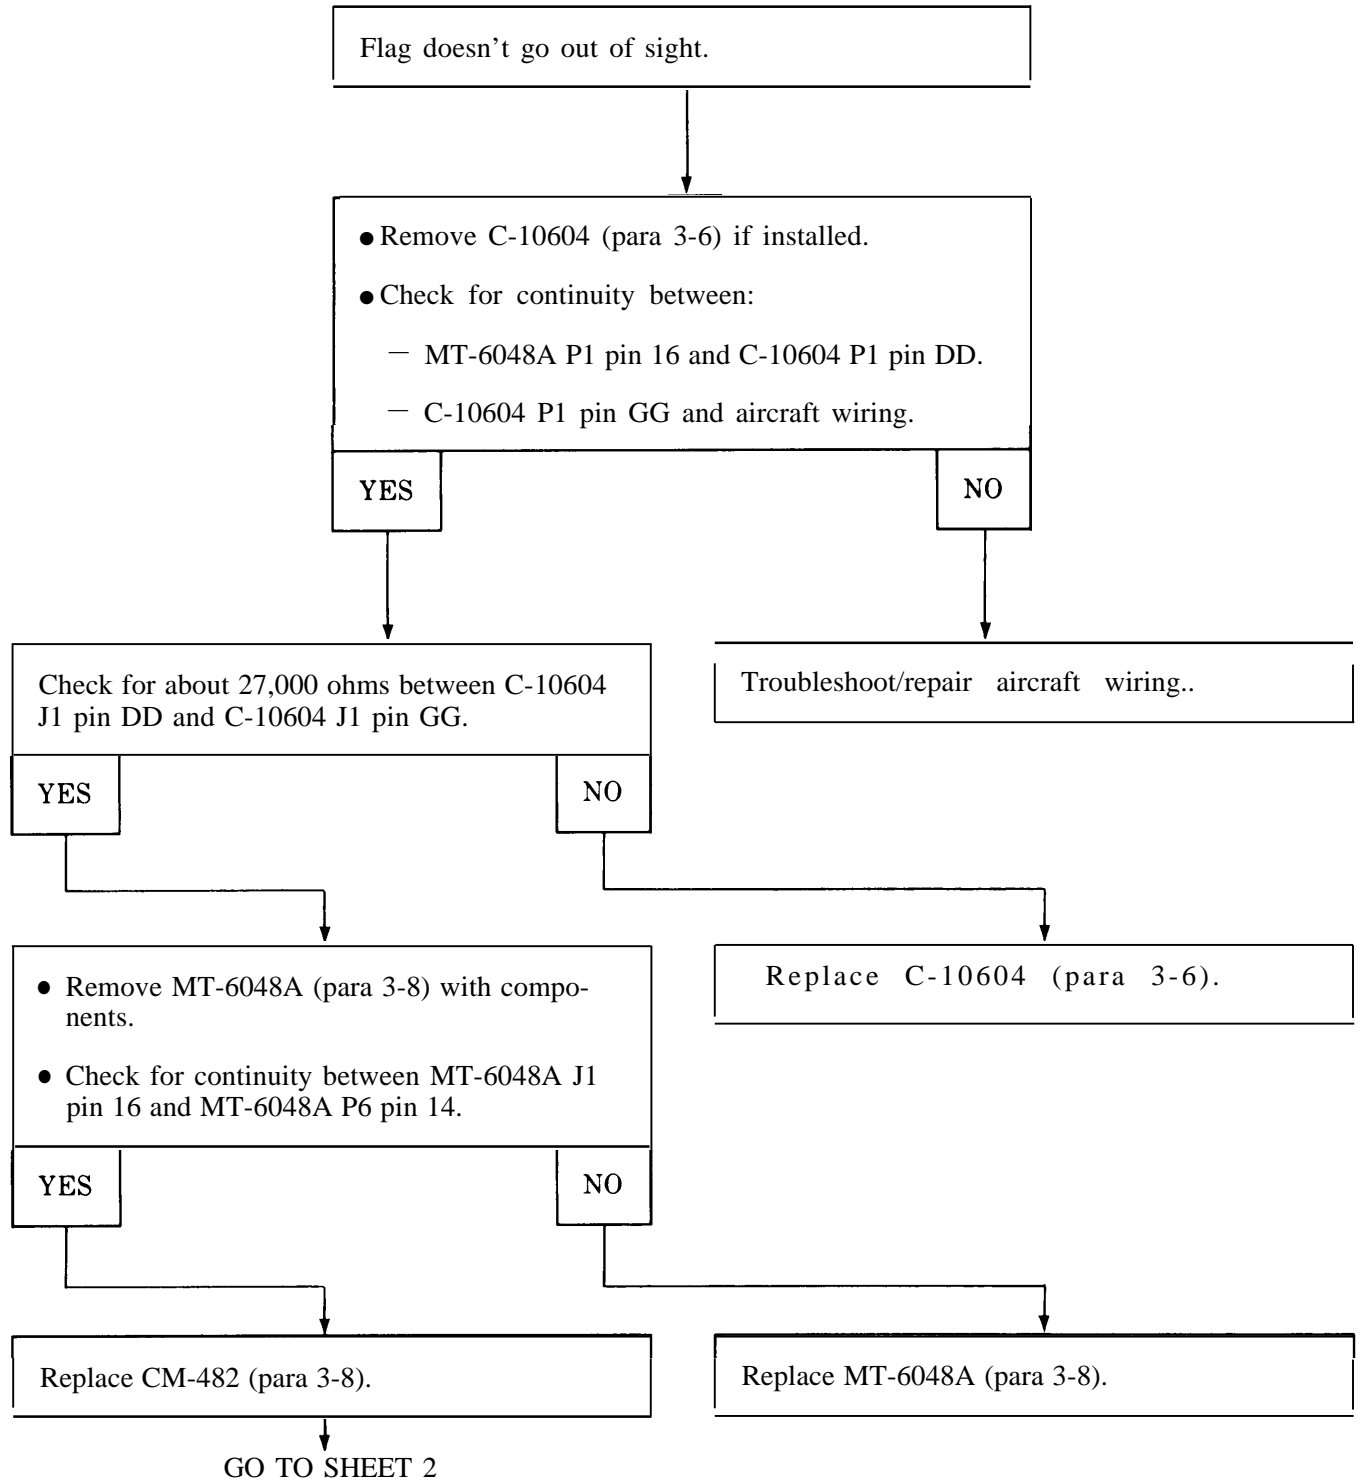 Flag doesn't go out of sight.
● Remove C-10604 (para 3-6) if installed.
● Check for continuity between:
— MT-6048A P1 pin 16 and C-10604 P1 pin DD.
— C-10604 P1 pin GG and aircraft wiring.
YES
NO
Check for about 27,000 ohms between C-10604
J1 pin DD and C-10604 J1 pin GG.
Troubleshoot/repair aircraft wiring..
YES
NO
● Remove MT-6048A (para 3-8) with compo-
nents.
● Check for continuity between MT-6048A J1
pin 16 and MT-6048A P6 pin 14.
Replace C-10604 (para 3-6).
YES
NO
Replace CM-482 (para 3-8).
Replace MT-6048A (para 3-8).
GO TO SHEET 2